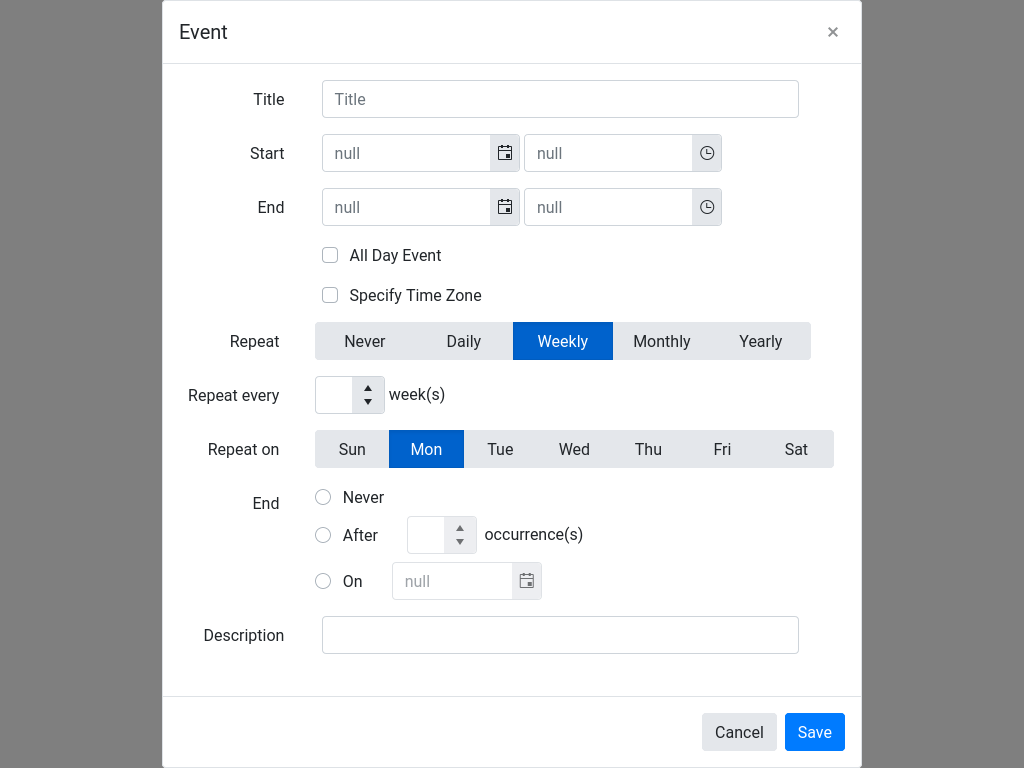 Event ×
Title Title
Start null null
End null null
All Day Event
Specify Time Zone
Repeat Never Daily Weekly Monthly Yearly
Repeat every week(s)
Repeat on Sun Mon Tue Wed Thu Fri Sat
End Never
After occurrence(s)
On null
Description
Cancel Save